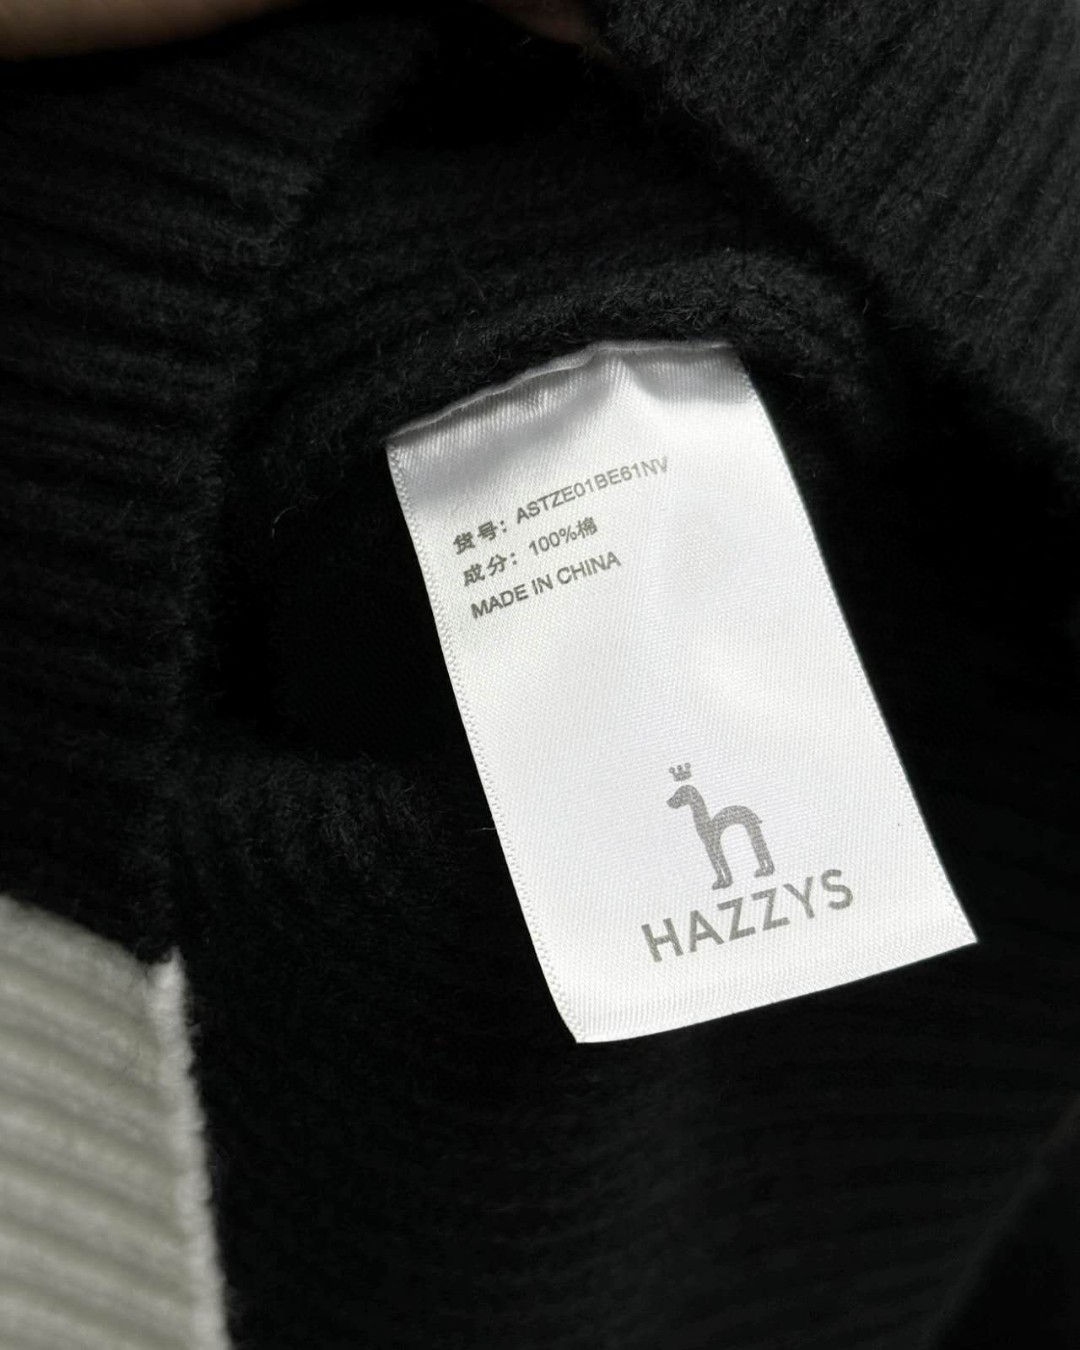 货号：ASTZE01BE61NV
成分：100%棉
MADE IN CHINA
HAZZYS